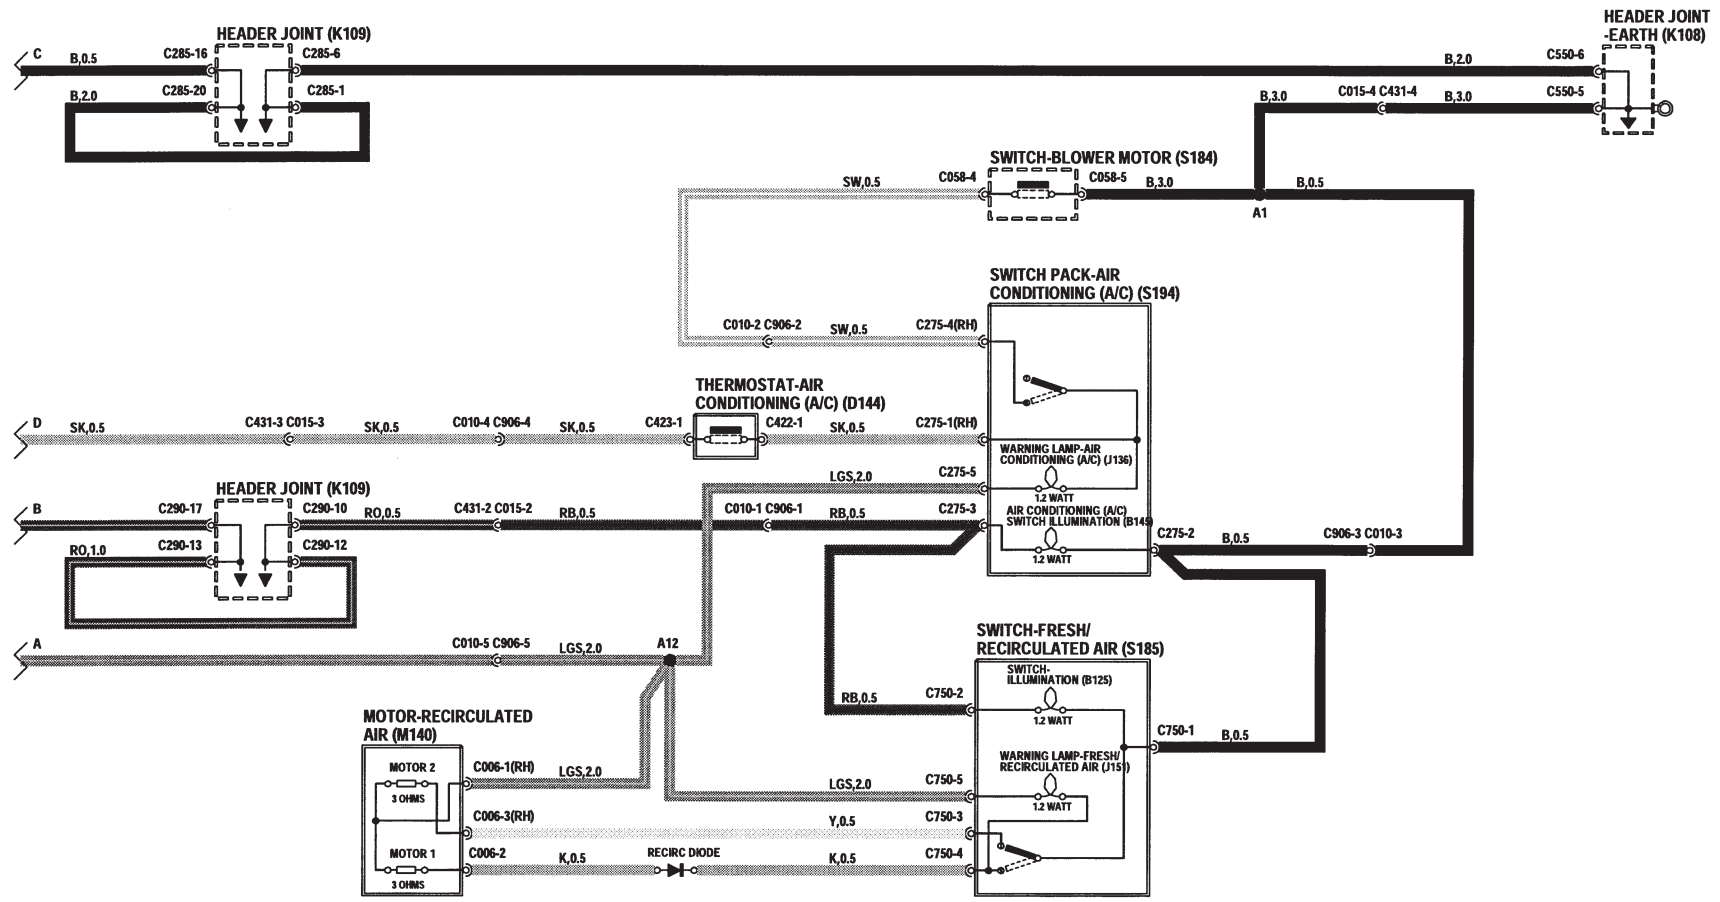 HEADER JOINT
-EARTH (K108)
HEADER JOINT (K109)
C
B,0.5
C285-16
C285-6
B,2.0
C550-6
B,2.0
C285-20
C285-1
B,3.0
C015-4 C431-4
B,3.0
C550-5
SWITCH-BLOWER MOTOR (S184)
SW,0.5
C058-4
C058-5
B,3.0
B,0.5
A1
SWITCH PACK-AIR
CONDITIONING (A/C) (S194)
C010-2 C906-2
SW,0.5
C275-4(RH)
THERMOSTAT-AIR
CONDITIONING (A/C) (D144)
D
SK,0.5
C431-3 C015-3
SK,0.5
C010-4 C906-4
SK,0.5
C423-1
C422-1
SK,0.5
C275-1(RH)
WARNING LAMP-AIR
CONDITIONING (A/C) (J136)
LGS,2.0
C275-5
1.2 WATT
HEADER JOINT (K109)
B
C290-17
C290-10
RO,0.5
C431-2 C015-2
RB,0.5
C010-1 C906-1
RB,0.5
C275-3
AIR CONDITIONING (A/C)
SWITCH ILLUMINATION (B145)
1.2 WATT
C275-2
B,0.5
C906-3 C010-3
RO,1.0
C290-13
C290-12
SWITCH-FRESH/
RECIRCULATED AIR (S185)
A
C010-5 C906-5
LGS,2.0
A12
SWITCH-
ILLUMINATION (B125)
RB,0.5
C750-2
1.2 WATT
MOTOR-RECIRCULATED
AIR (M140)
C750-1
B,0.5
MOTOR 2
3 OHMS
C006-1(RH)
LGS,2.0
WARNING LAMP-FRESH/
RECIRCULATED AIR (J151)
LGS,2.0
C750-5
1.2 WATT
C006-3(RH)
Y,0.5
C750-3
MOTOR 1
3 OHMS
C006-2
K,0.5
RECIRC DIODE
K,0.5
C750-4